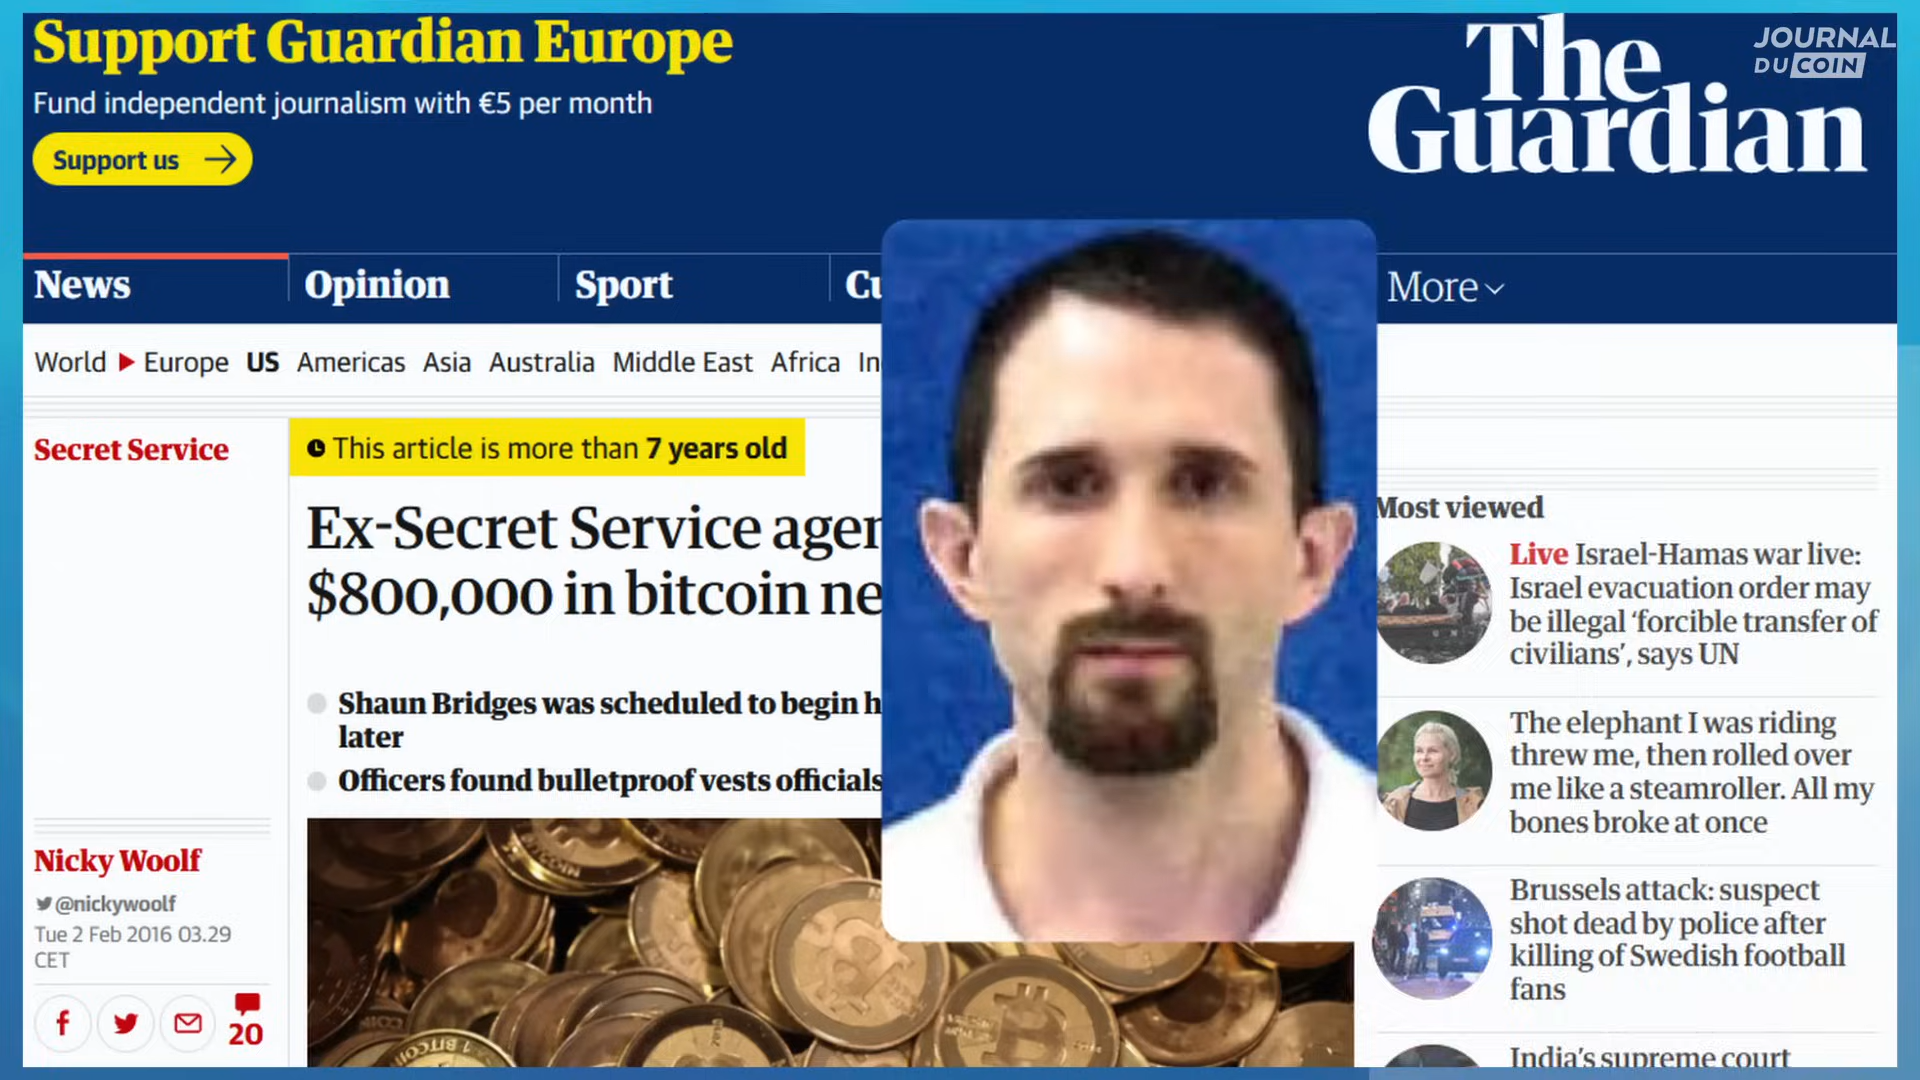 Support Guardian Europe
Fund independent journalism with €5 per month
Support us
The
Guardian
JOURNAL
DU COIN
News
Opinion
Sport
Cu
More
World
Europe
US
Americas
Asia
Australia
Middle East
Africa
In
Secret Service
This article is more than 7 years old
Ex-Secret Service agen
$800,000 in bitcoin ne
Shaun Bridges was scheduled to begin h
later
Officers found bulletproof vests officials
Nicky Woolf
@nickywoolf
Tue 2 Feb 2016 03.29
CET
20
Most viewed
Live Israel-Hamas war live:
Israel evacuation order may
be illegal ‘forcible transfer of
civilians’, says UN
The elephant I was riding
threw me, then rolled over
me like a steamroller. All my
bones broke at once
Brussels attack: suspect
shot dead by police after
killing of Swedish football
fans
India’s supreme court